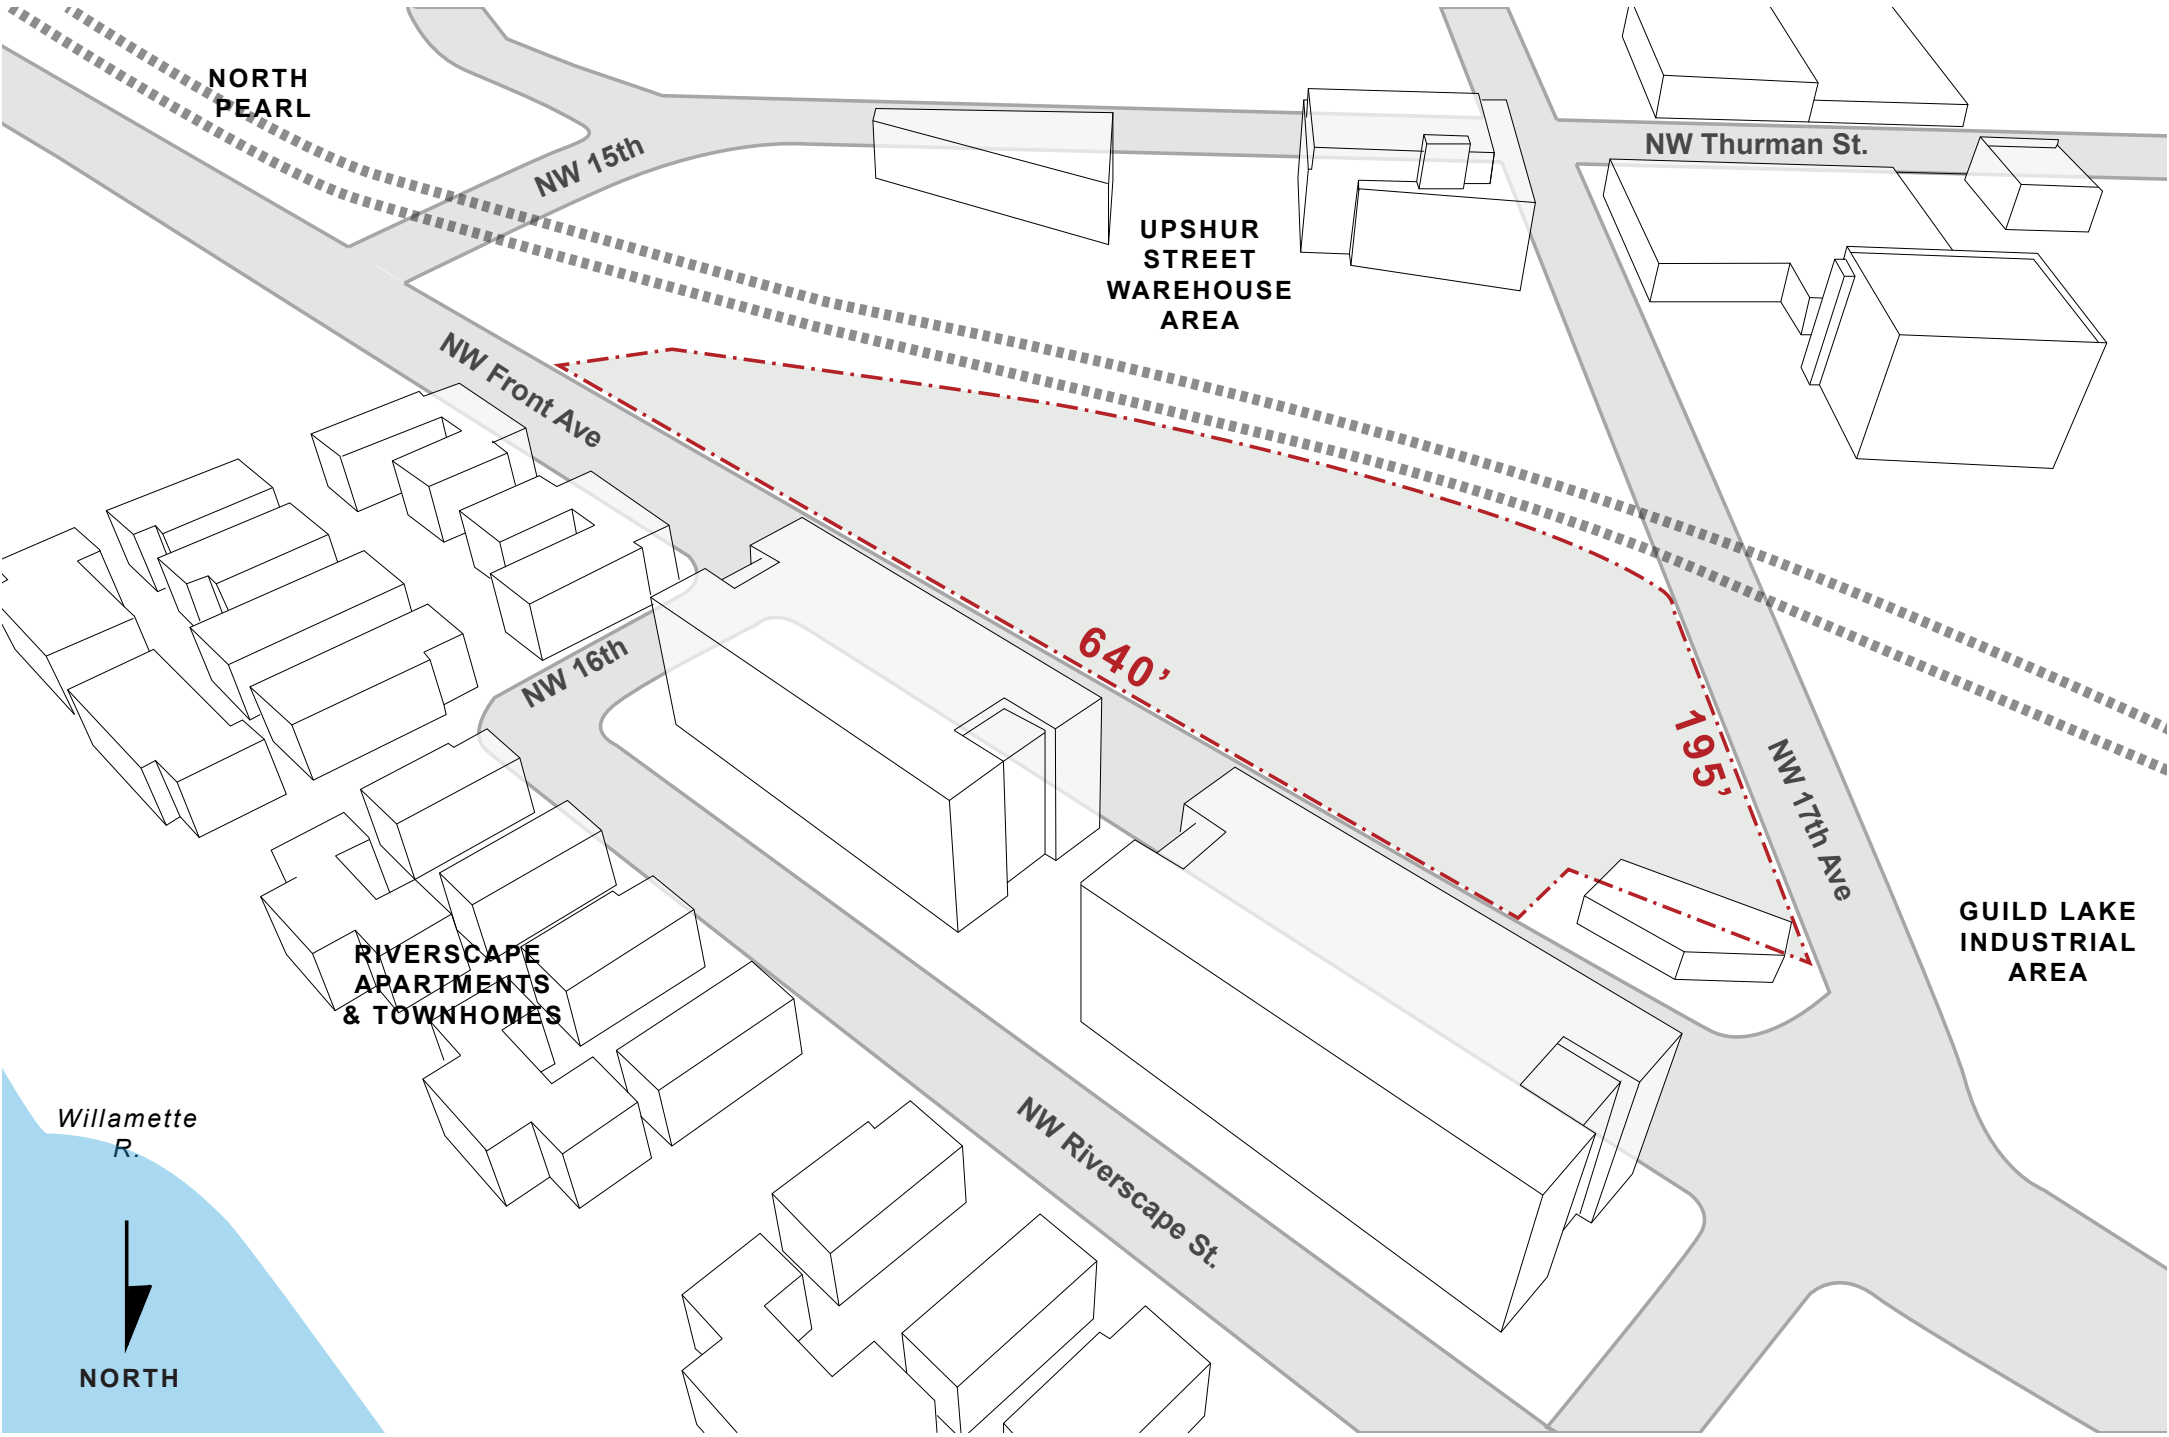 NORTH
PEARL
NW 15th
NW Thurman St.
UPSHUR
STREET
WAREHOUSE
AREA
NW Front Ave
640’
NW 16th
195’
NW 17th Ave
GUILD LAKE
INDUSTRIAL
AREA
RIVERSCAPE
APARTMENTS
& TOWNHOMES
NW Riverscape St.
Willamette
R.
NORTH